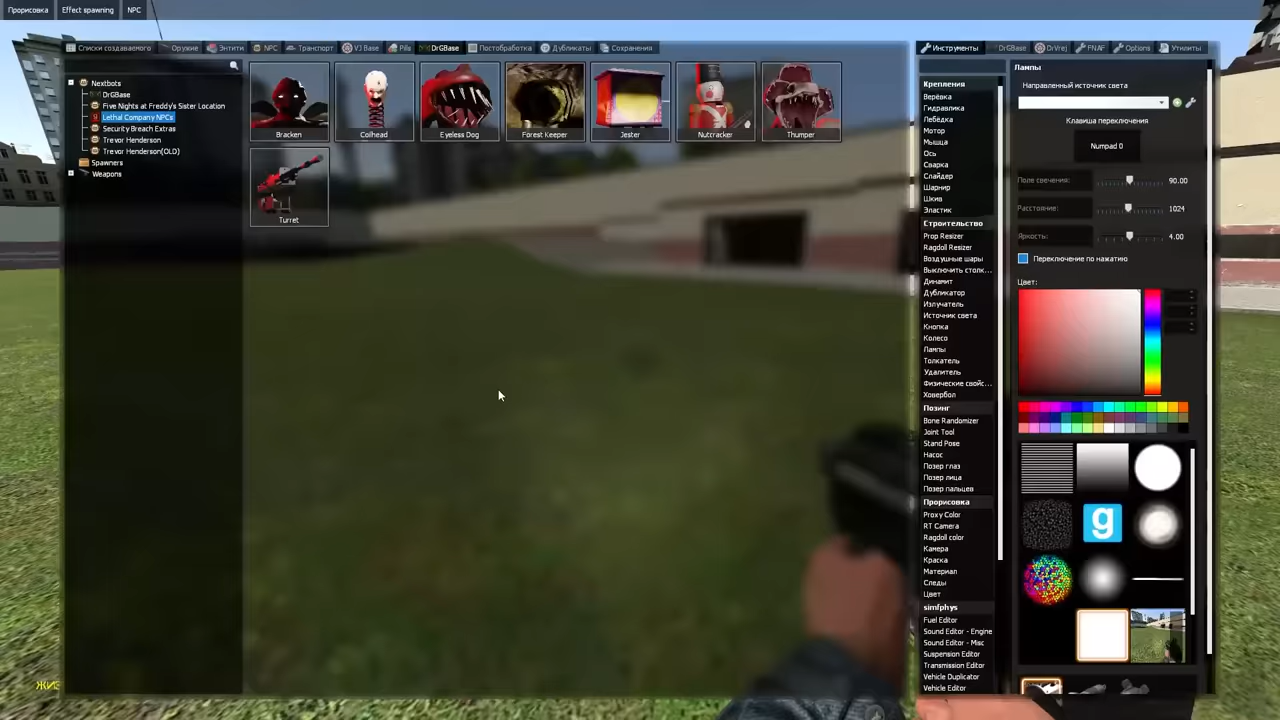 Прорисовка Effect spawning NPC
Списки создаваемого Оружие Энтити NPC Транспорт VJ Base Pills DrGBase Постобработка Дубликаты Сохранения
Nextbots
DrGBase
Five Nights at Freddy's Sister Location
Lethal Company NPCs
Security Breach Extras
Trevor Henderson
Trevor Henderson(OLD)
Spawners
Weapons
Bracken
Coilhead
Eyeless Dog
Forest Keeper
Jester
Nutcracker
Thumper
Turret
Инструменты DrGBase DrVrej FNAF Options Утилиты
Крепления
Верёвка
Гидравлика
Лебёдка
Мотор
Мышца
Ось
Сварка
Слайдер
Шарнир
Шкив
Эластик
Строительство
Prop Resizer
Ragdoll Resizer
Воздушные шары
Выключить столк...
Динамит
Дубликатор
Излучатель
Источник света
Кнопка
Колесо
Лампы
Толкатель
Удалитель
Физические свойс...
Ховербол
Позинг
Bone Randomizer
Joint Tool
Stand Pose
Насос
Позер глаз
Позер лица
Позер пальцев
Прорисовка
Proxy Color
RT Camera
Ragdoll color
Камера
Краска
Материал
Следы
Цвет
simfphys
Fuel Editor
Sound Editor - Engine
Sound Editor - Misc
Suspension Editor
Transmission Editor
Vehicle Duplicator
Vehicle Editor
Лампы
Направленный источник света
Клавиша переключения
Numpad 0
Поле свечения: 90.00
Расстояние: 1024
Яркость: 4.00
Переключение по нажатию
Цвет:
g